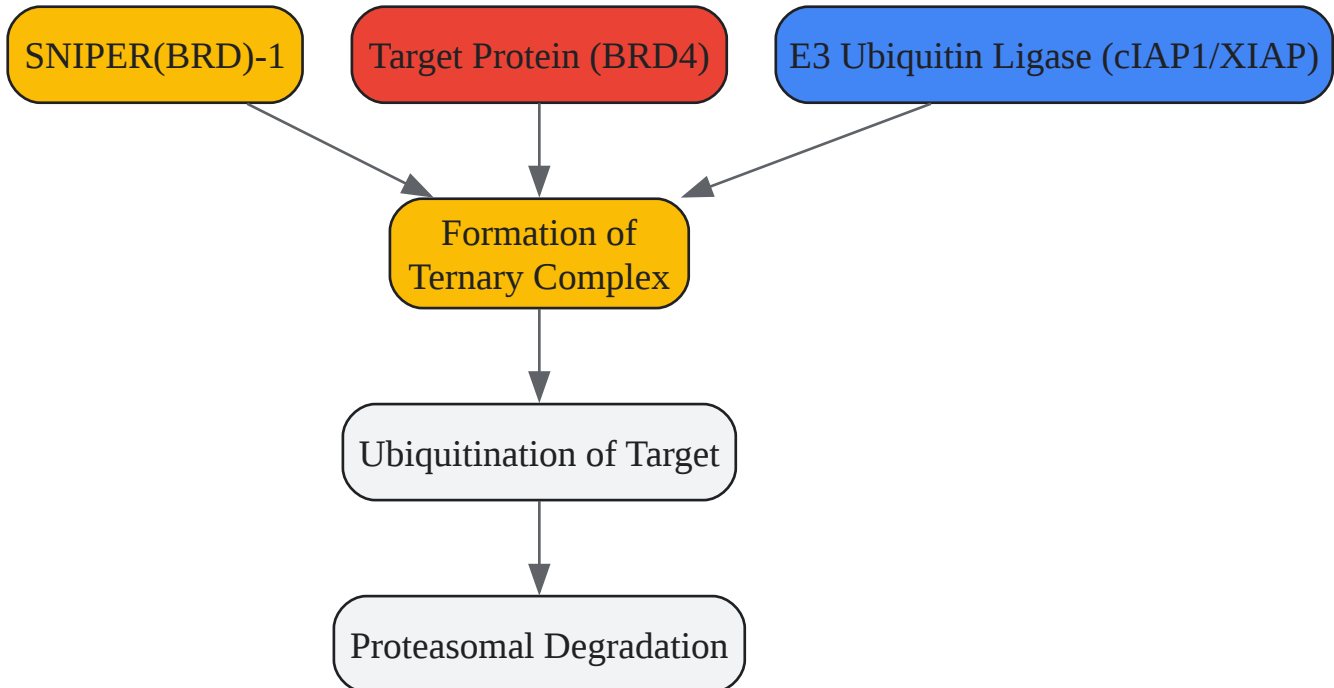 SNIPER(BRD)-1
Target Protein (BRD4)
E3 Ubiquitin Ligase (cIAP1/XIAP)
Formation of
Ternary Complex
Ubiquitination of Target
Proteasomal Degradation